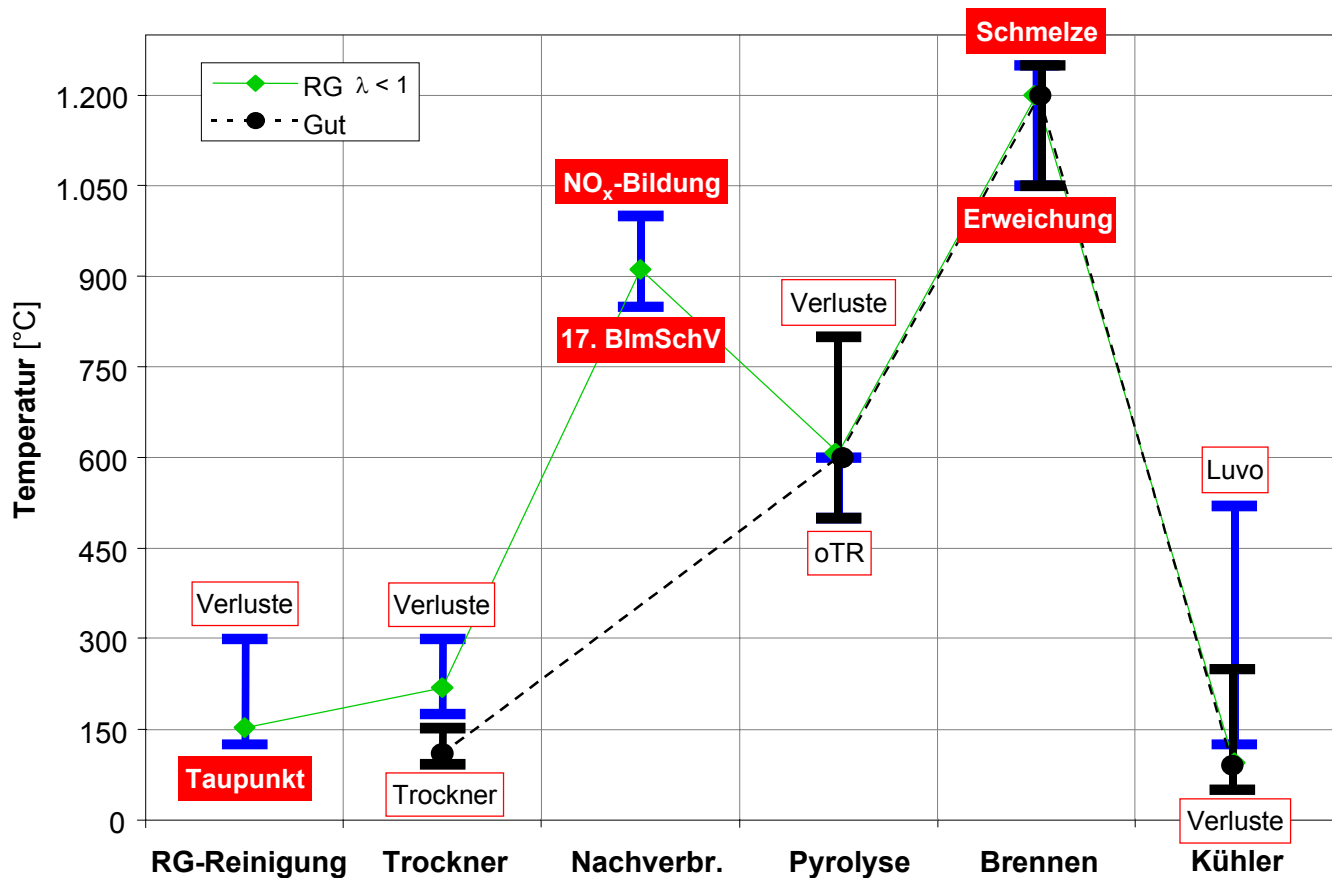 Schmelze
RG λ < 1
Gut
1.200
1.050
900
750
600
450
300
150
0
Temperatur [°C]
NOx-Bildung
Erweichung
17. BImSchV
Verluste
oTR
Luvo
Verluste
Verluste
Taupunkt
Trockner
Verluste
RG-Reinigung
Trockner
Nachverbr.
Pyrolyse
Brennen
Kühler